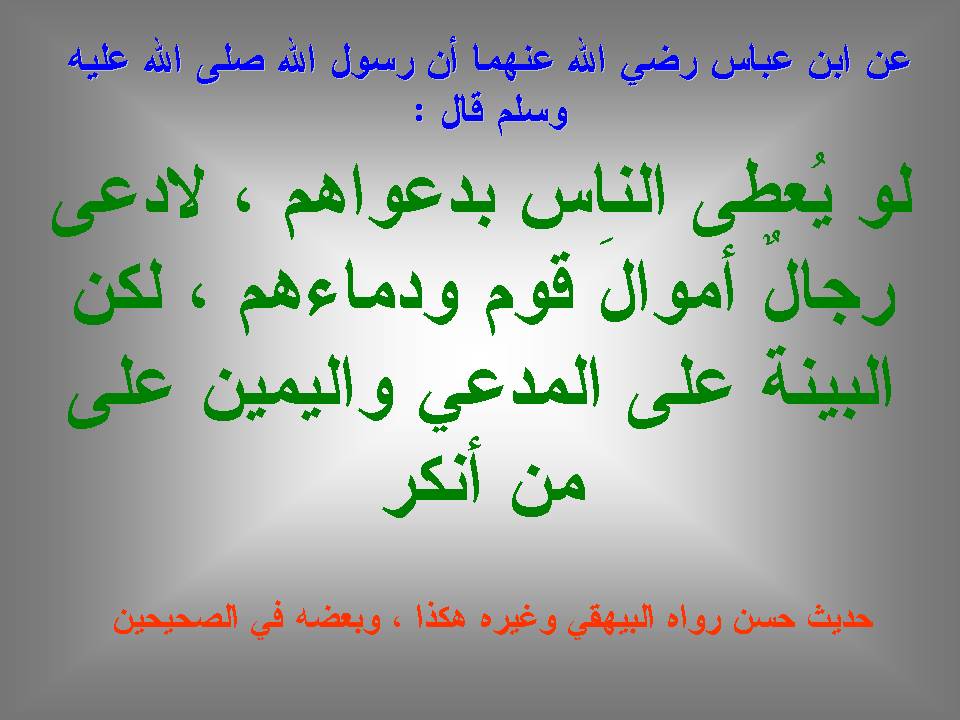 عن ابن عباس رضي الله عنهما أن رسول الله صلى الله عليه
وسلم قال :
لو يُعطى الناس بدعواهم ، لادعى
رجالٌ أموالَ قوم ودماءهم ، لكن
البينة على المدعي واليمين على
من أنكر
حديث حسن رواه البيهقي وغيره هكذا ، وبعضه في الصحيحين